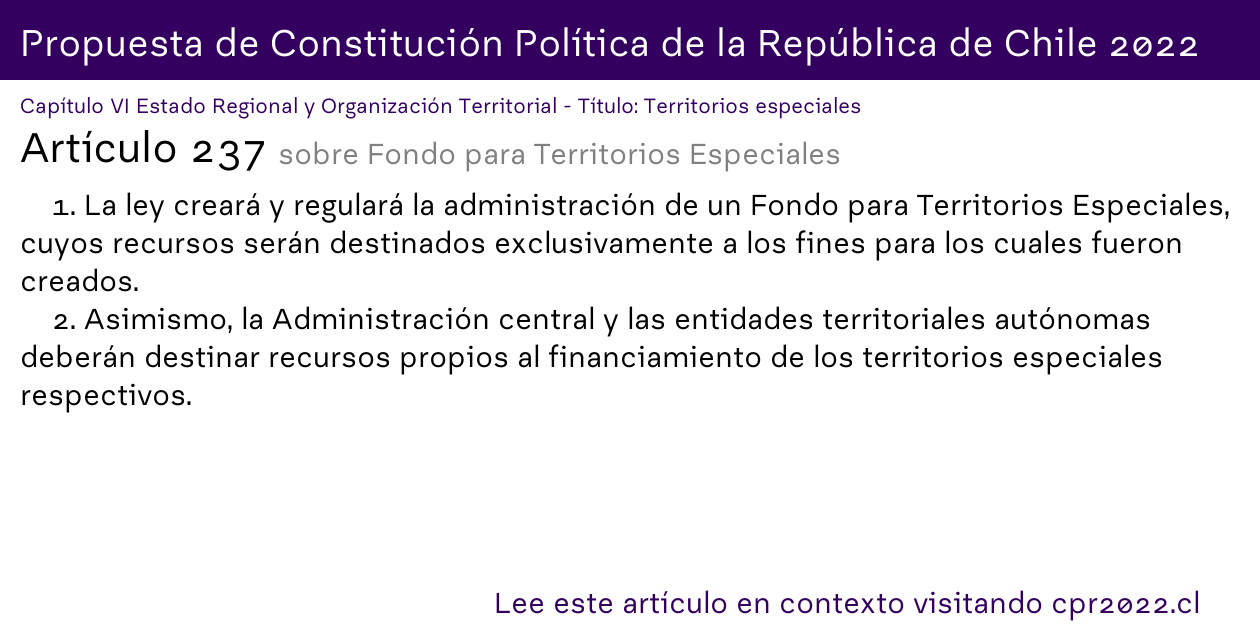 Propuesta de Constitución Política de la República de Chile 2022
Capítulo VI Estado Regional y Organización Territorial - Título: Territorios especiales
Artículo 237 sobre Fondo para Territorios Especiales
1. La ley creará y regulará la administración de un Fondo para Territorios Especiales,
cuyos recursos serán destinados exclusivamente a los fines para los cuales fueron
creados.
2. Asimismo, la Administración central y las entidades territoriales autónomas
deberán destinar recursos propios al financiamiento de los territorios especiales
respectivos.
Lee este artículo en contexto visitando cpr2022.cl